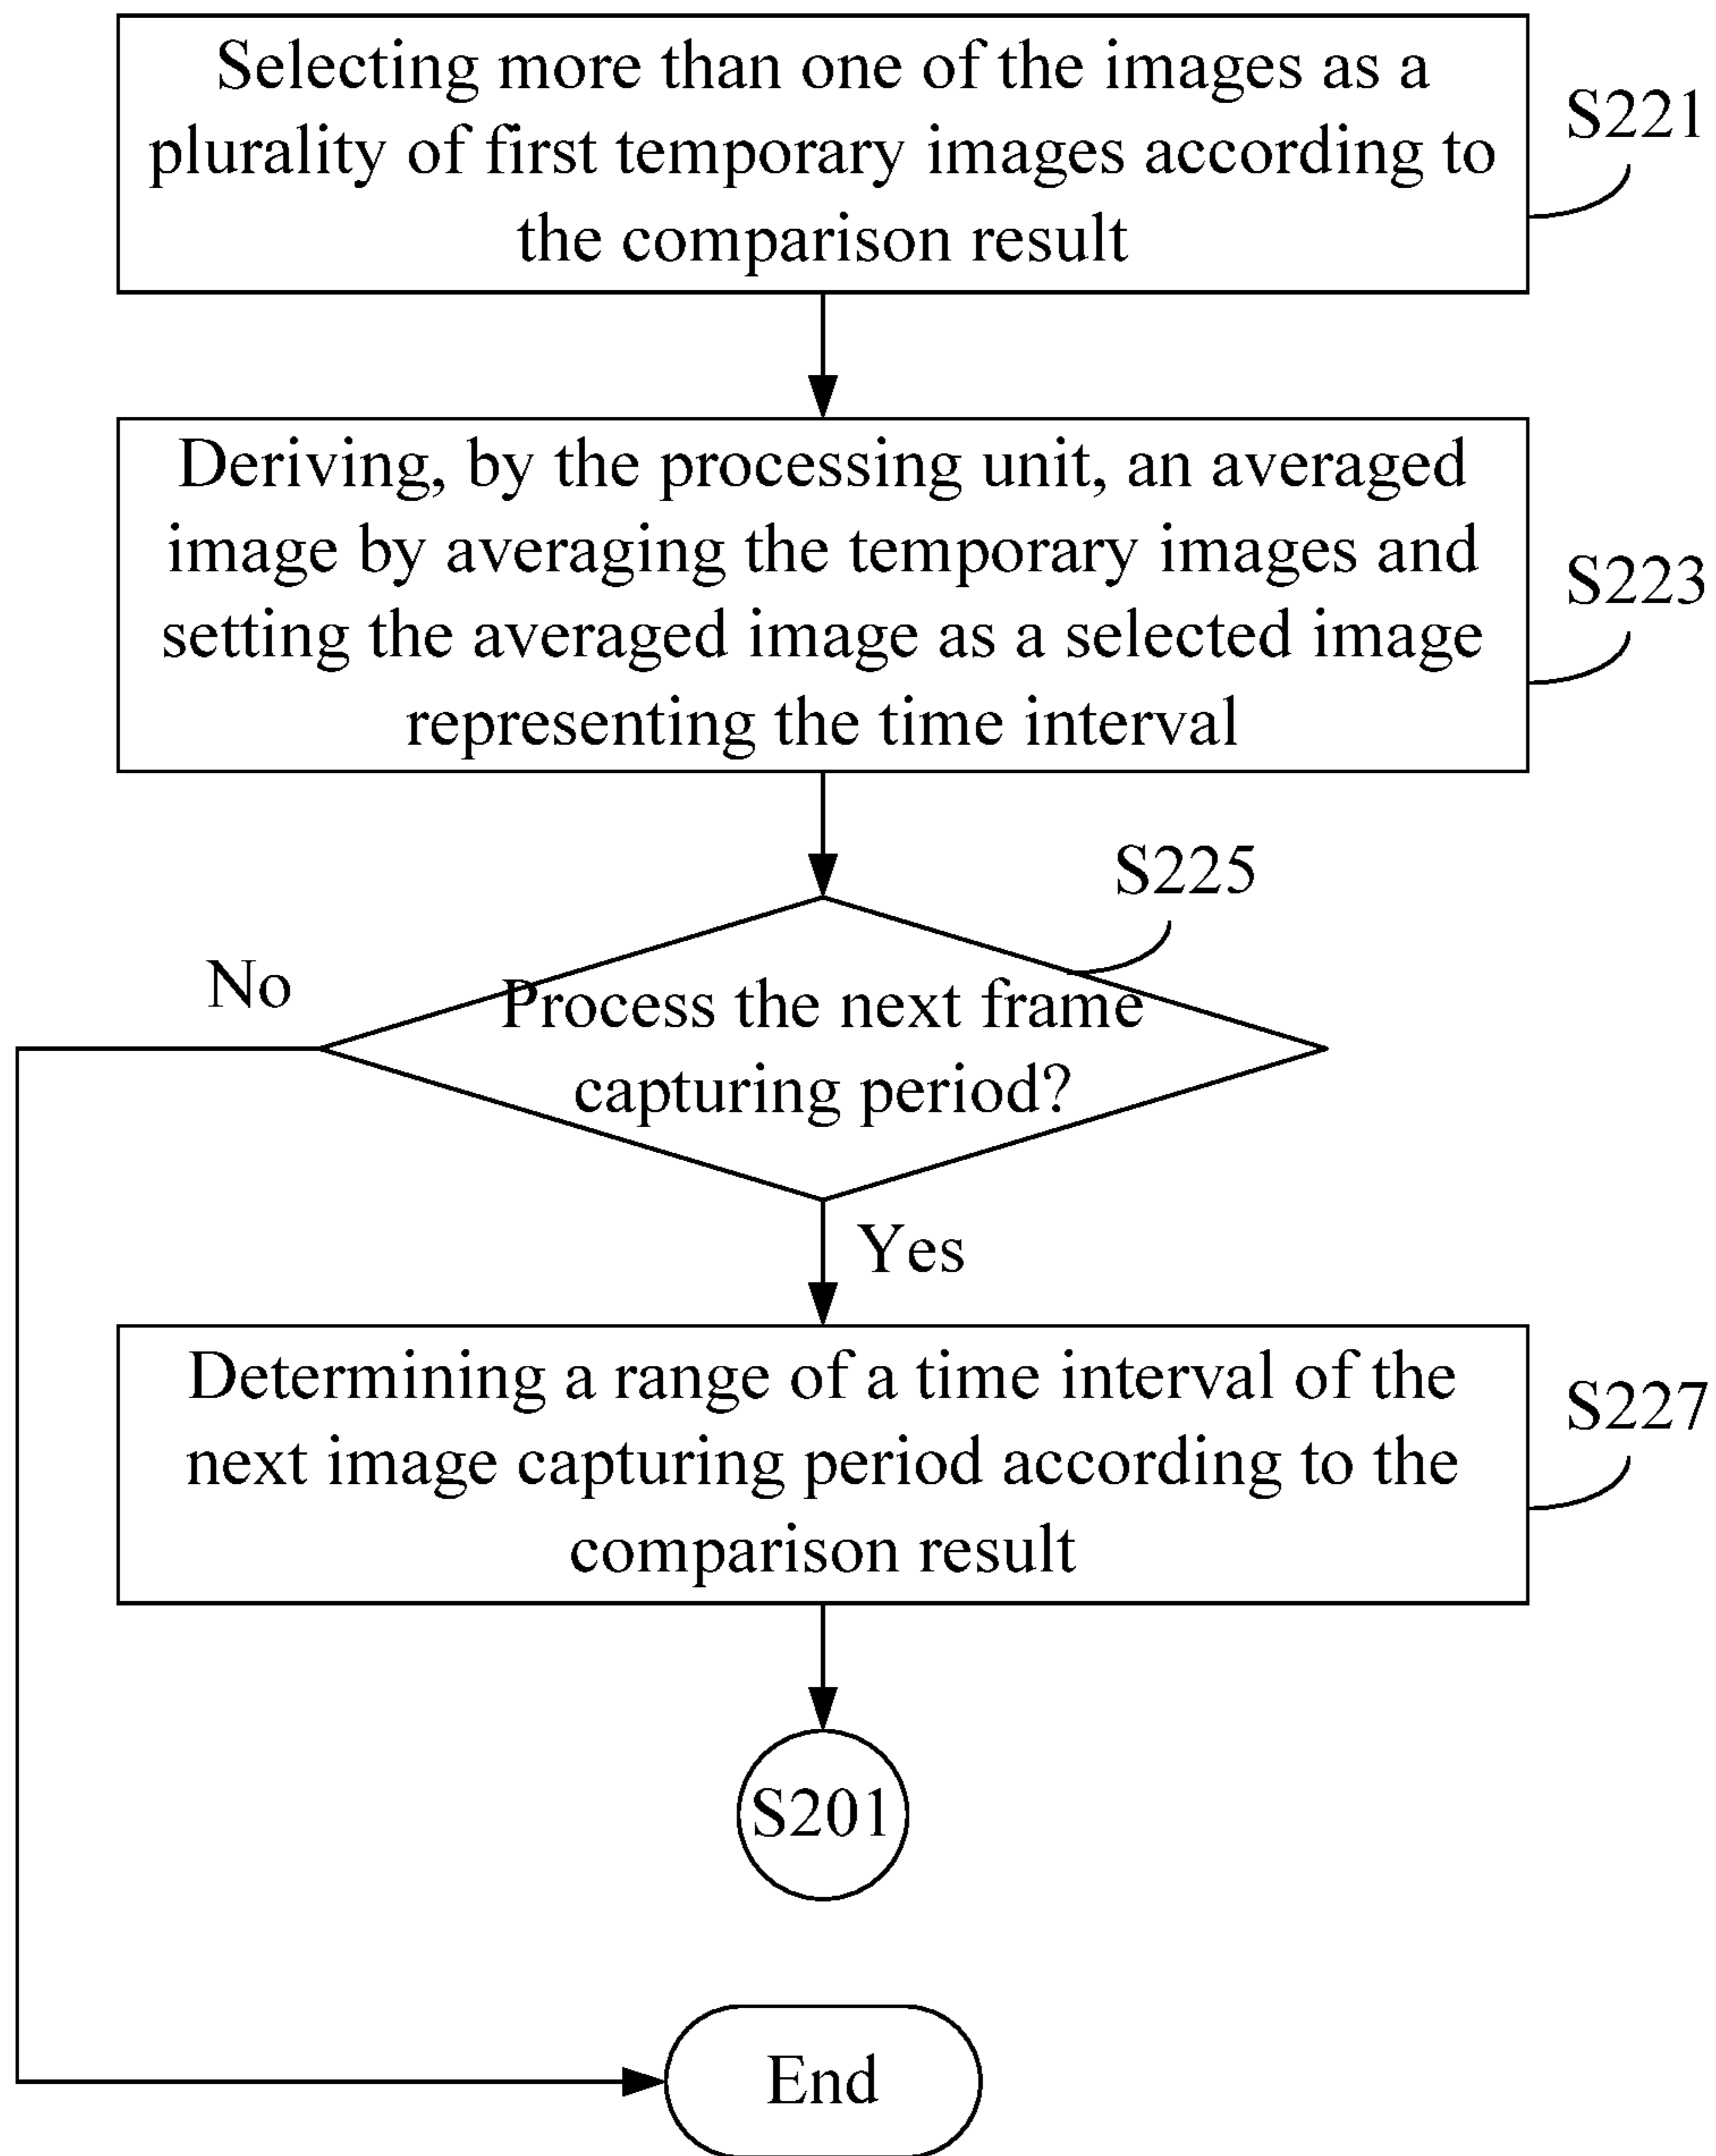 Selecting more than one of the images as a
plurality of first temporary images according to
the comparison result
S221
Deriving, by the processing unit, an averaged
image by averaging the temporary images and
setting the averaged image as a selected image
representing the time interval
S223
S225
No
Process the next frame
capturing period?
Yes
Determining a range of a time interval of the
next image capturing period according to the
comparison result
S227
S201
End